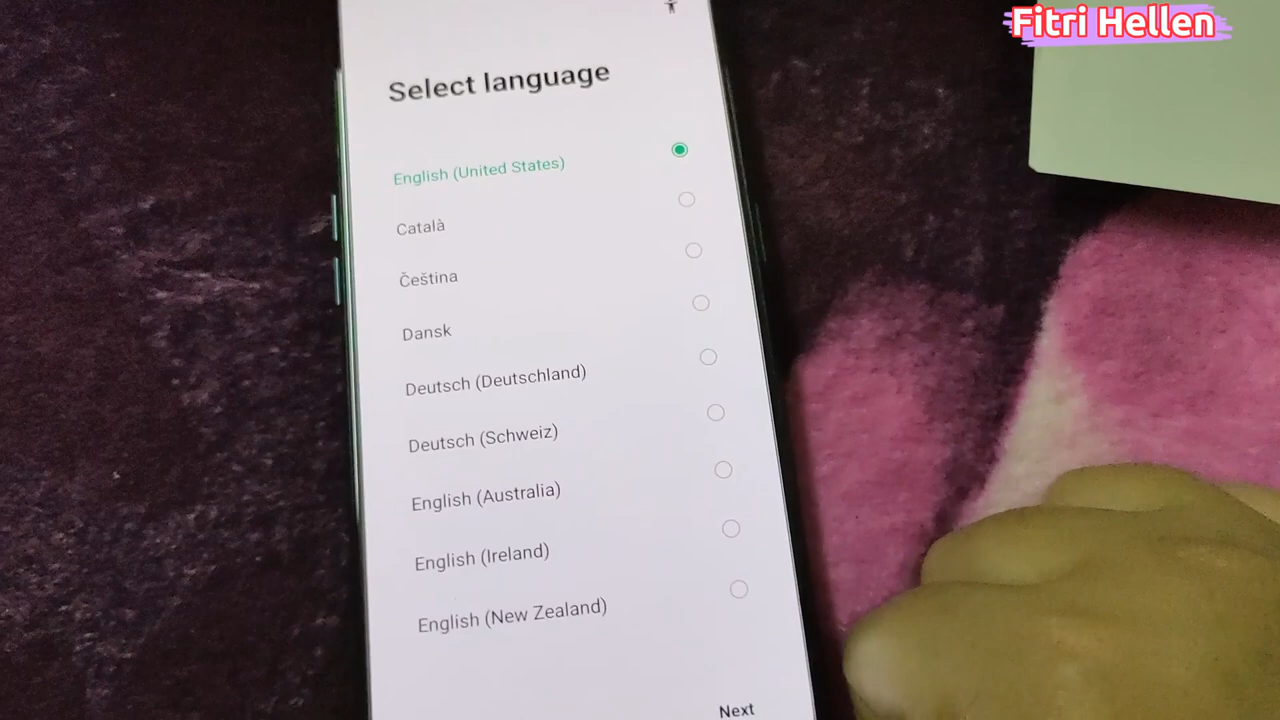 Fitri Hellen
Select language
English (United States)
Català
Čeština
Dansk
Deutsch (Deutschland)
Deutsch (Schweiz)
English (Australia)
English (Ireland)
English (New Zealand)
Next